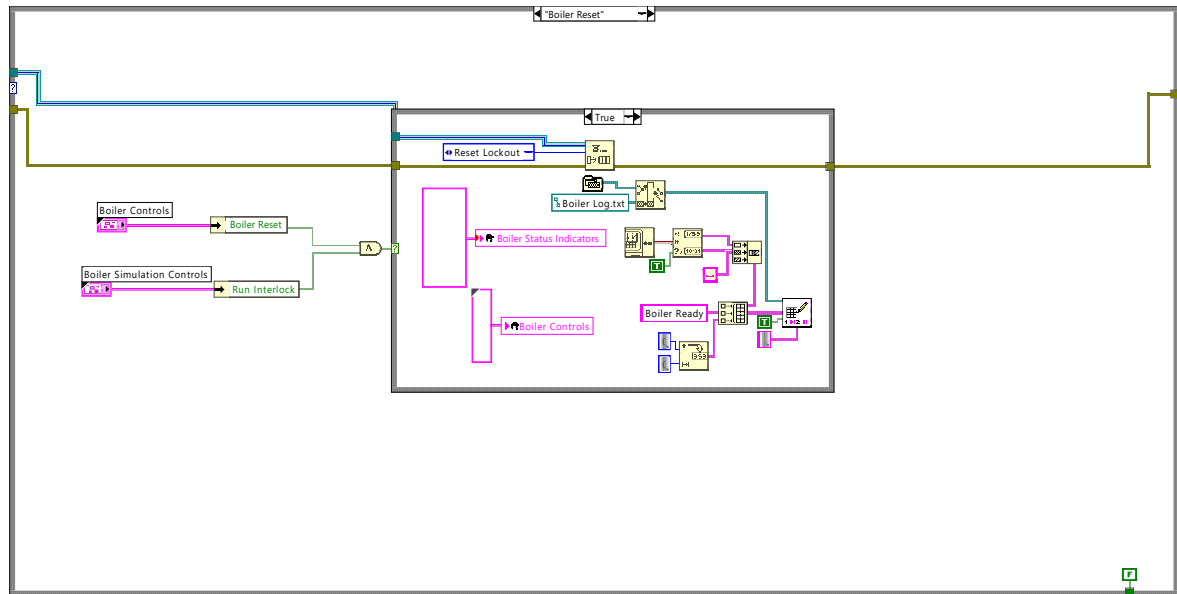 "Boiler Reset"
?
True
Reset Lockout
Boiler Log.txt
Boiler Controls
Boiler Reset
Boiler Status Indicators
?
T
Boiler Simulation Controls
Run Interlock
Boiler Ready
T
Boiler Controls
F